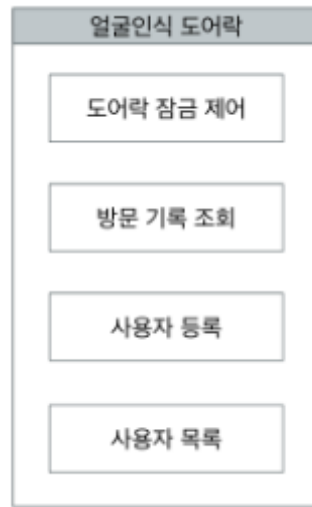 얼굴인식 도어락
도어락 잠금 제어
방문 기록 조회
사용자 등록
사용자 목록